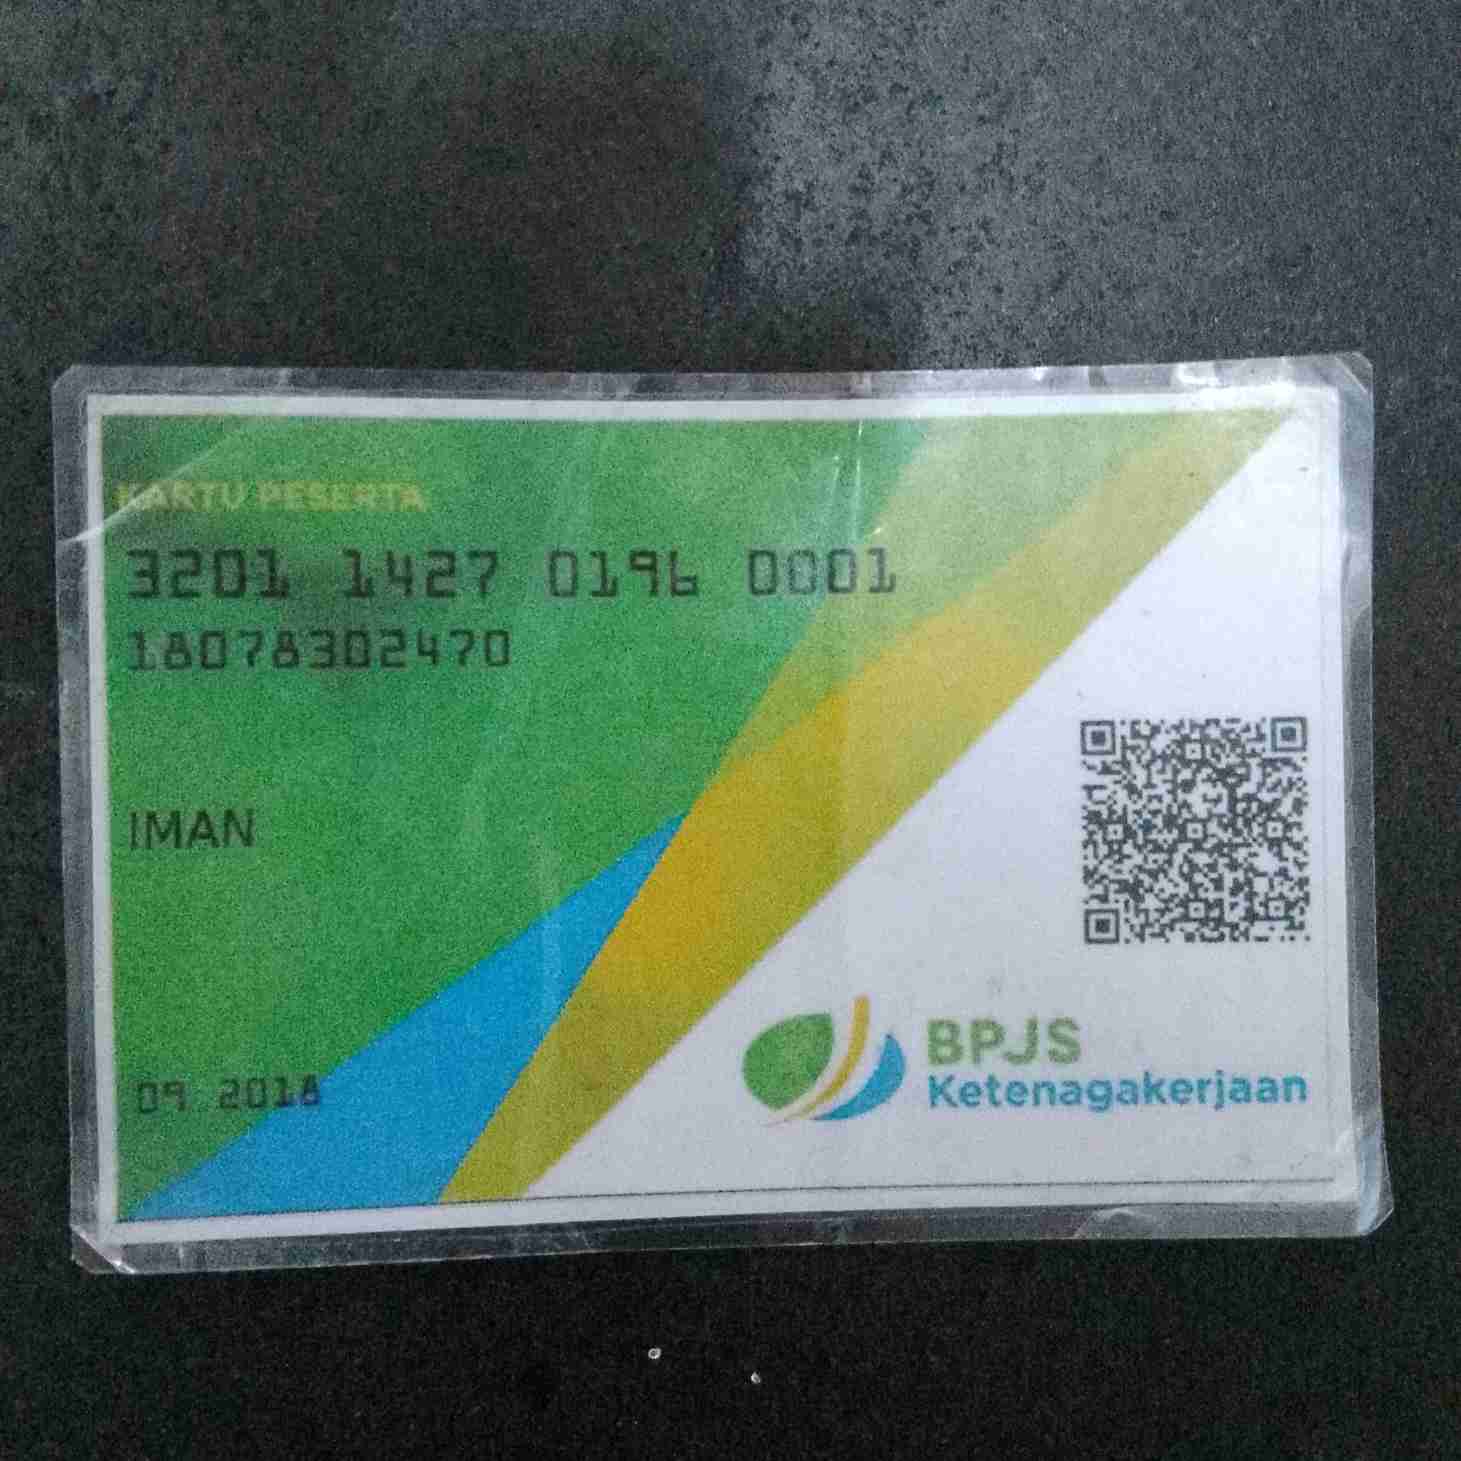 KARTU PESERTA
3201 1427 0196 0001
18078302470
IMAN
09 2018
BPJS
Ketenagakerjaan